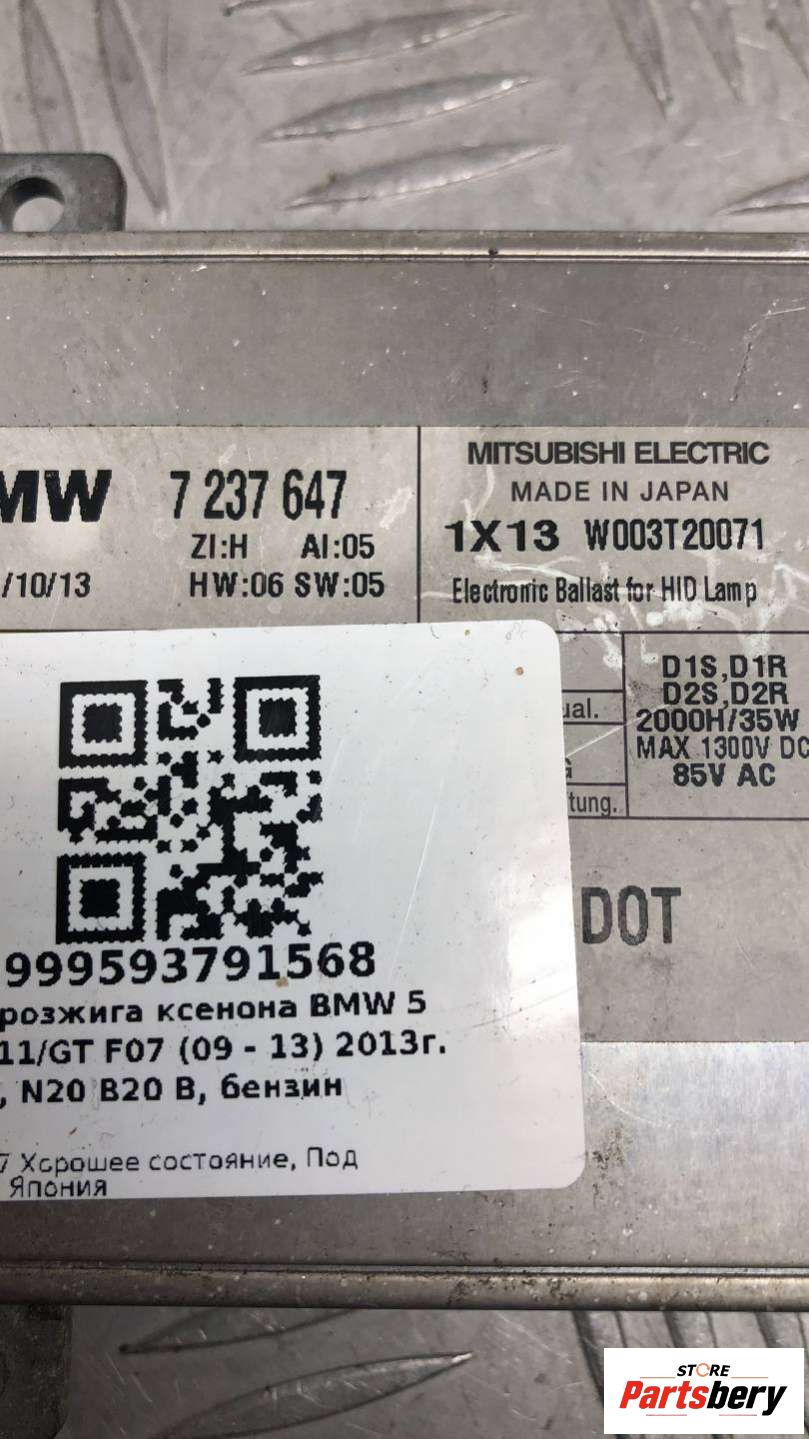 MW 7 237 647
ZI:H AI:05
/10/13 HW:06 SW:05
MITSUBISHI ELECTRIC
MADE IN JAPAN
1X13 W003T20071
Electronic Ballast for HID Lamp
ual.
G
tung.
D1S,D1R
D2S,D2R
2000H/35W
MAX 1300V DC
85V AC
DOT
999593791568
розжига ксенона BMW 5
11/GT F07 (09 - 13) 2013г.
, N20 B20 B, бензин
7 Хорошее состояние, Под
Япония
STORE
Partsbery